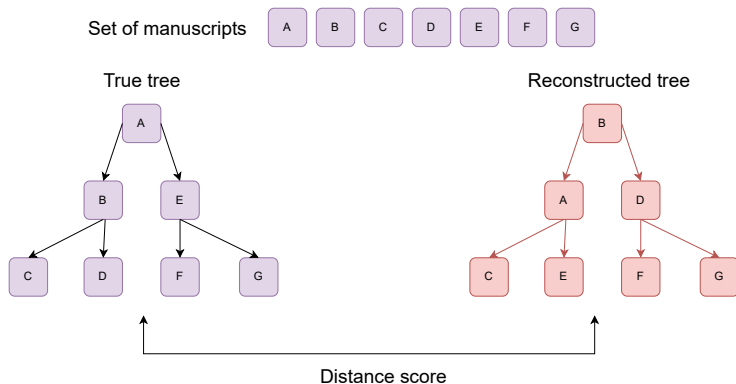 Set of manuscripts A B C D E F G
True tree
Reconstructed tree
A
B E
C D F G
B
A D
C E F G
Distance score